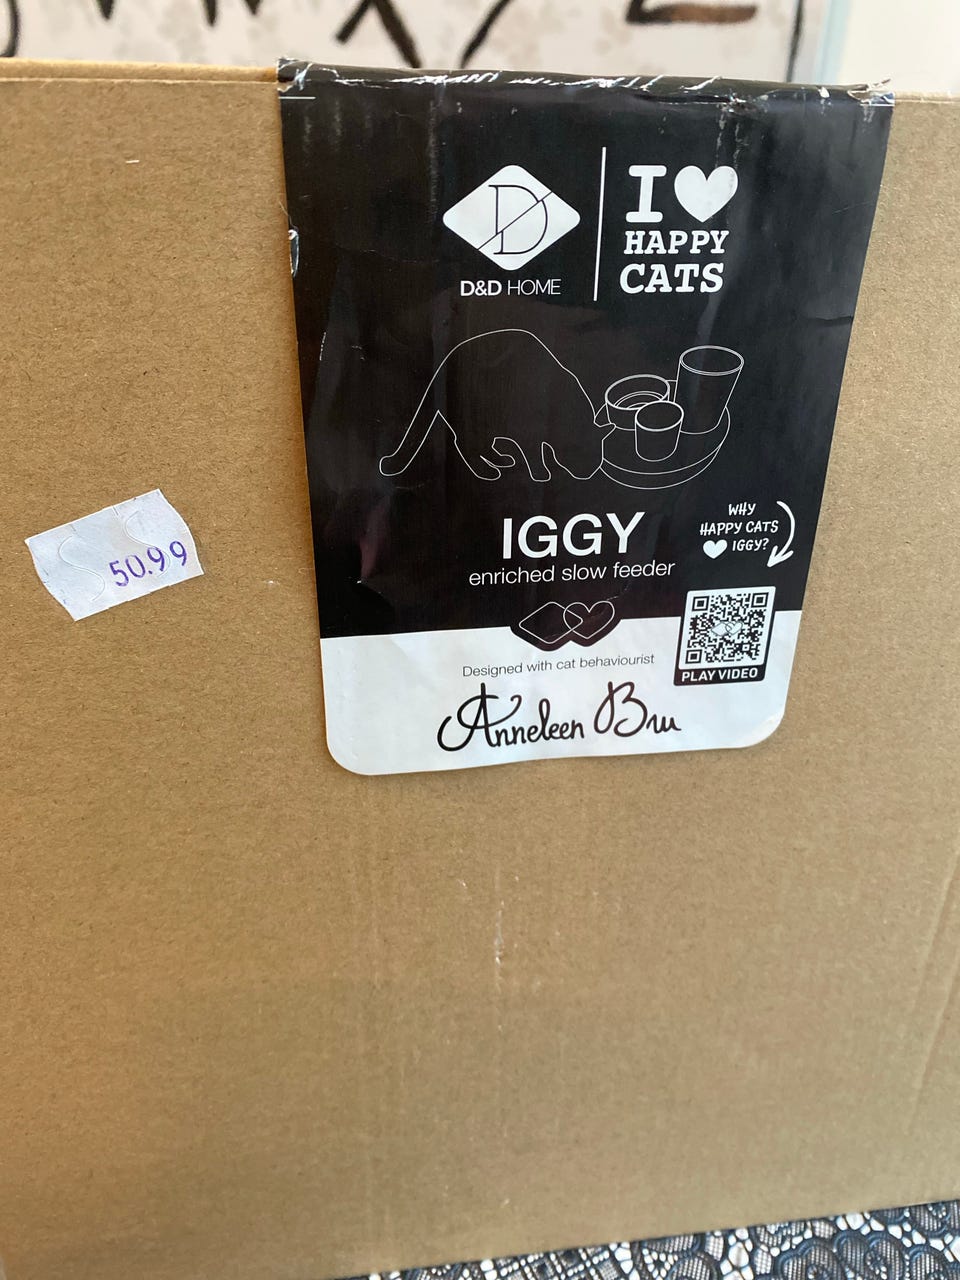 D
D&D HOME
I
HAPPY
CATS
IGGY
enriched slow feeder
WHY
HAPPY CATS
IGGY?
PLAY VIDEO
Designed with cat behaviourist
Anneleen Bru
50.99